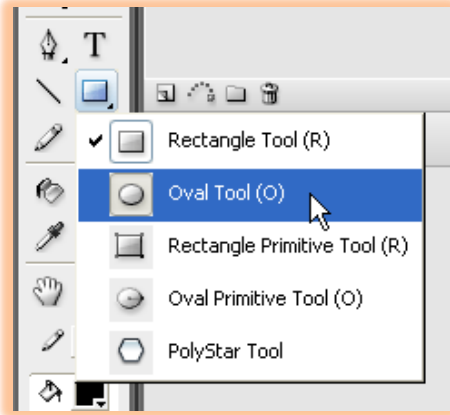 T
Rectangle Tool (R)
Oval Tool (O)
Rectangle Primitive Tool (R)
Oval Primitive Tool (O)
PolyStar Tool